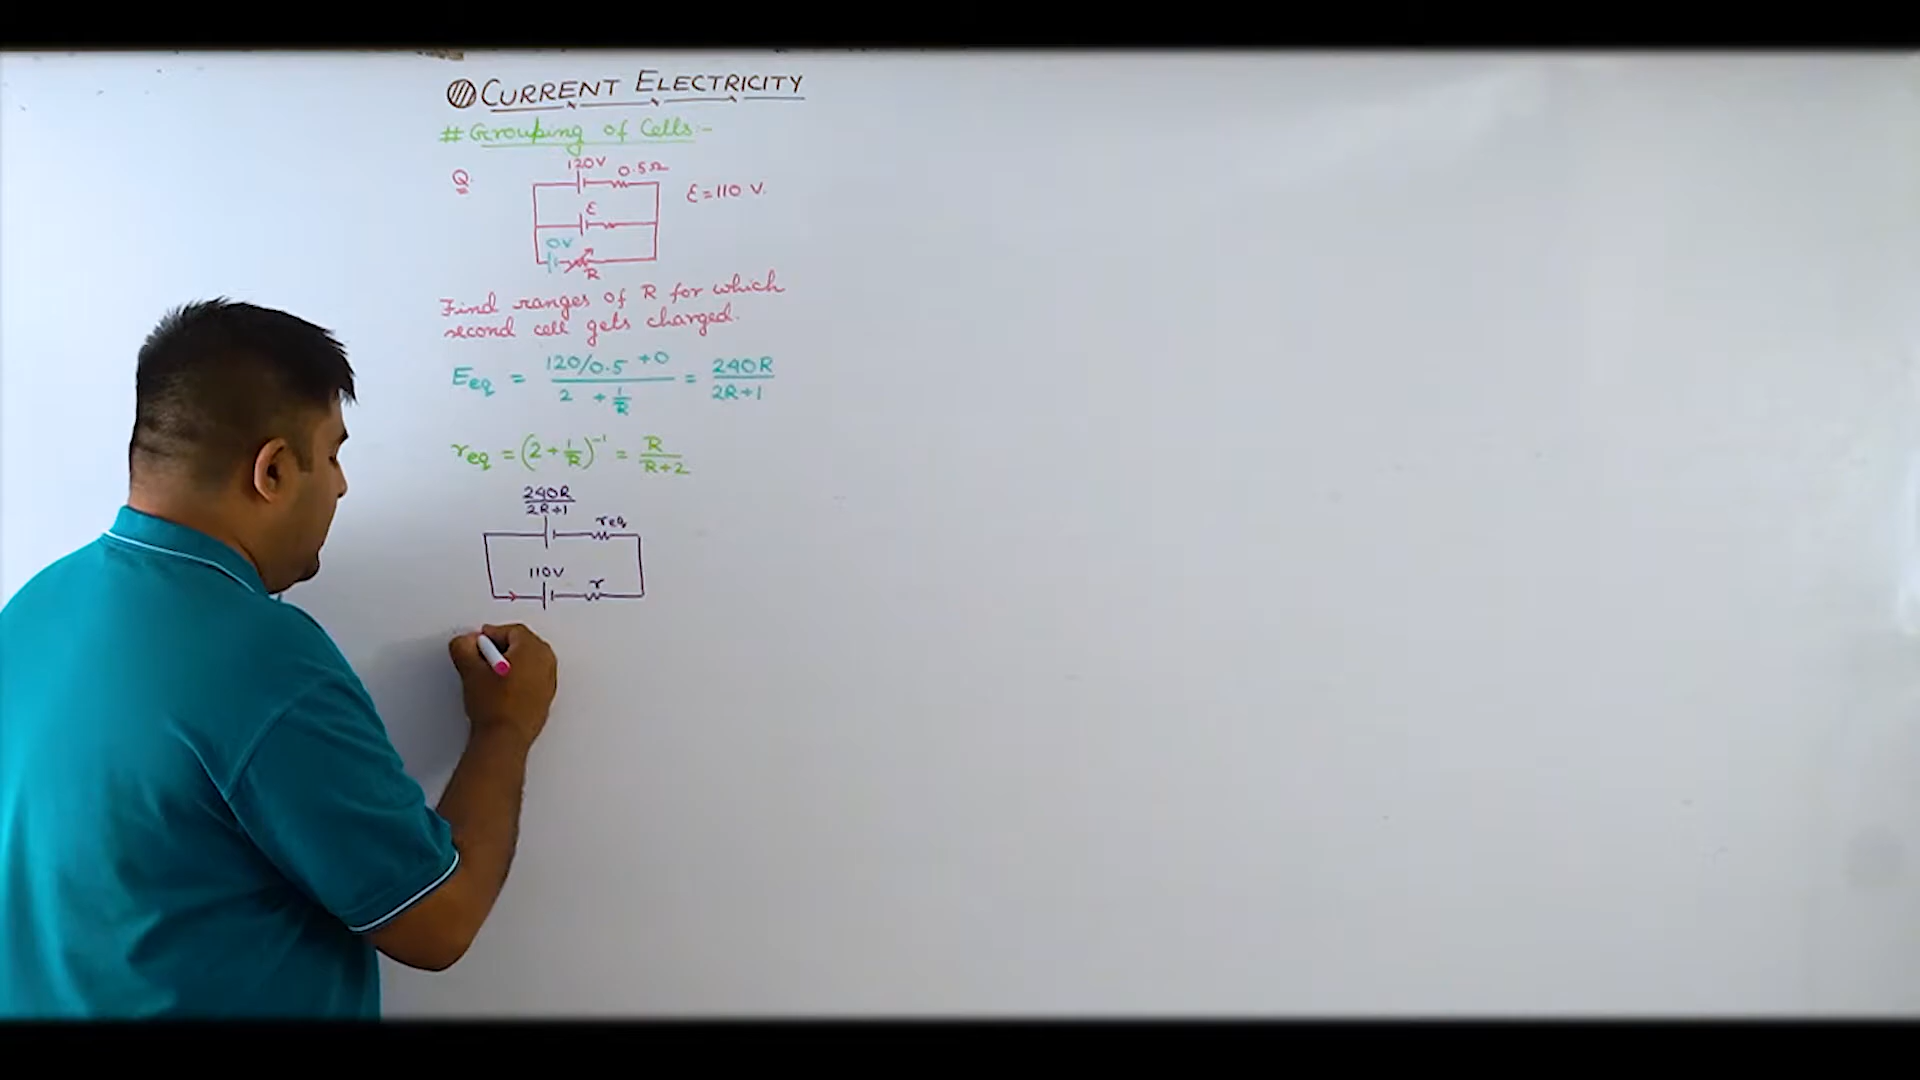 CURRENT ELECTRICITY
# Grouping of Cells:-
Q.
120V
0.5Ω
ε = 110 V.
ε
0V
R
Find ranges of R for which
second cell gets charged.
Eeq = 120/0.5 + 0 / 2 + 1/R = 240R / 2R+1
req = (2 + 1/R)⁻¹ = R / R+2
240R / 2R+1
req
110V
r